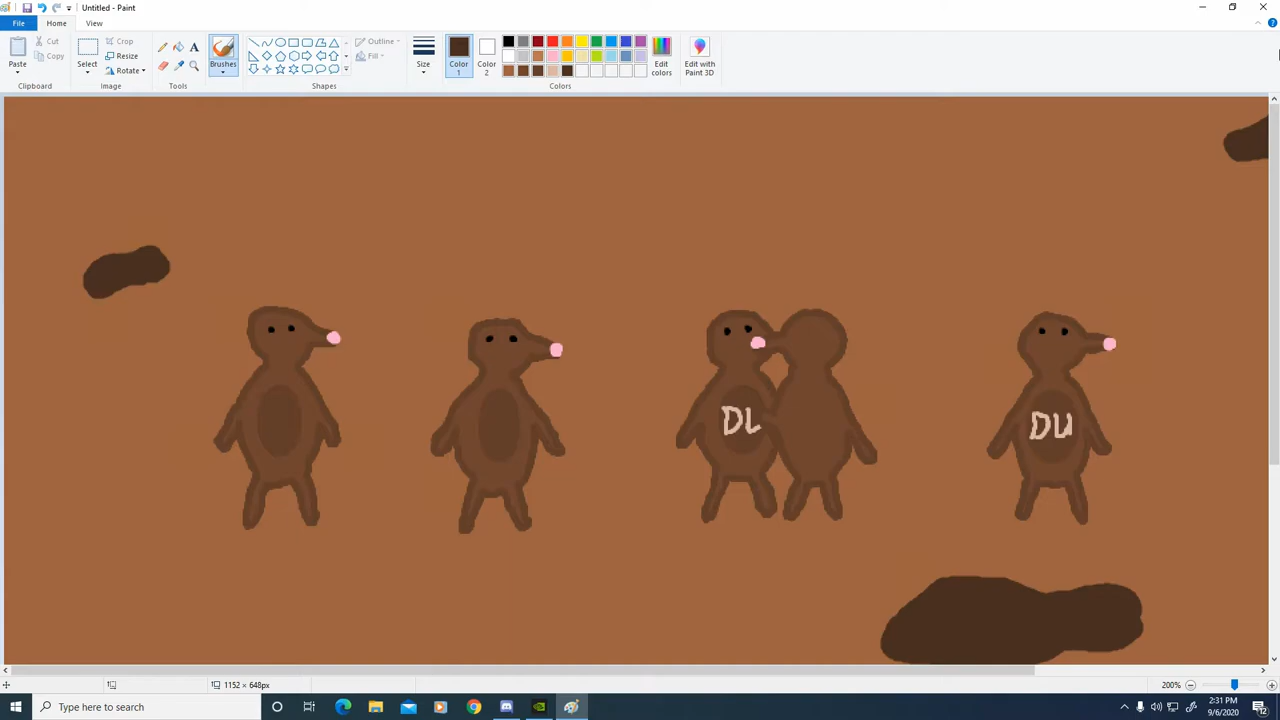 Untitled - Paint
File Home View
Paste Cut Copy Clipboard
Select Crop Resize Rotate Image
A Tools
Brushes
Outline Fill Shapes
Size
Color 1
Color 2
Edit colors
Colors
Edit with Paint 3D
DL DU
1152 × 648px
200%
Type here to search
2:31 PM
9/6/2020
12